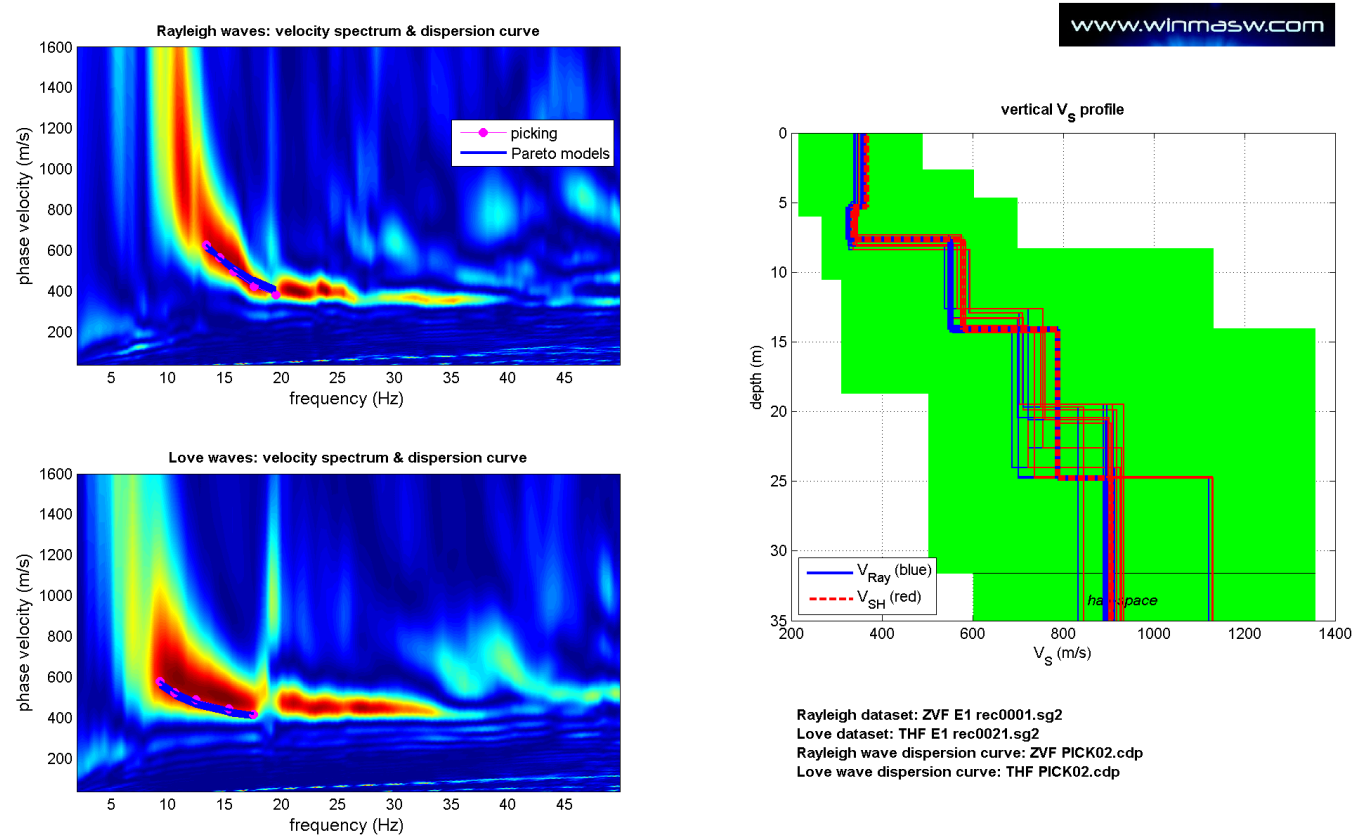 www.winmasw.com
Rayleigh waves: velocity spectrum & dispersion curve
1600
1400
1200
1000
800
600
400
200
phase velocity (m/s)
picking
Pareto models
5 10 15 20 25 30 35 40 45
frequency (Hz)
Love waves: velocity spectrum & dispersion curve
1600
1400
1200
1000
800
600
400
200
phase velocity (m/s)
5 10 15 20 25 30 35 40 45
frequency (Hz)
vertical VS profile
0
5
10
15
20
25
30
35
depth (m)
VRay (blue)
VSH (red)
half-space
200 400 600 800 1000 1200 1400
VS (m/s)
Rayleigh dataset: ZVF E1 rec0001.sg2
Love dataset: THF E1 rec0021.sg2
Rayleigh wave dispersion curve: ZVF PICK02.cdp
Love wave dispersion curve: THF PICK02.cdp